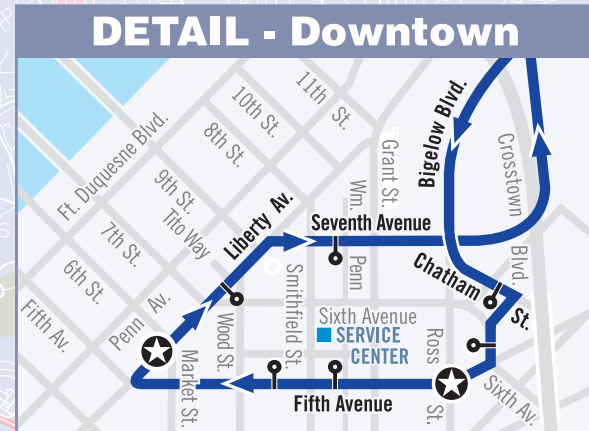 DETAIL - Downtown
11th St.
10th St.
8th St.
9th St.
Tito Way
Ft. Duquesne Blvd.
7th St.
6th St.
Fifth Av.
Penn Av.
Liberty Av.
Bigelow Blvd.
Crosstown Blvd.
Grant St.
Wm. Penn
Seventh Avenue
Chatham St.
Smithfield St.
Sixth Avenue
SERVICE
CENTER
Ross St.
Wood St.
Market St.
Fifth Avenue
Sixth Av.